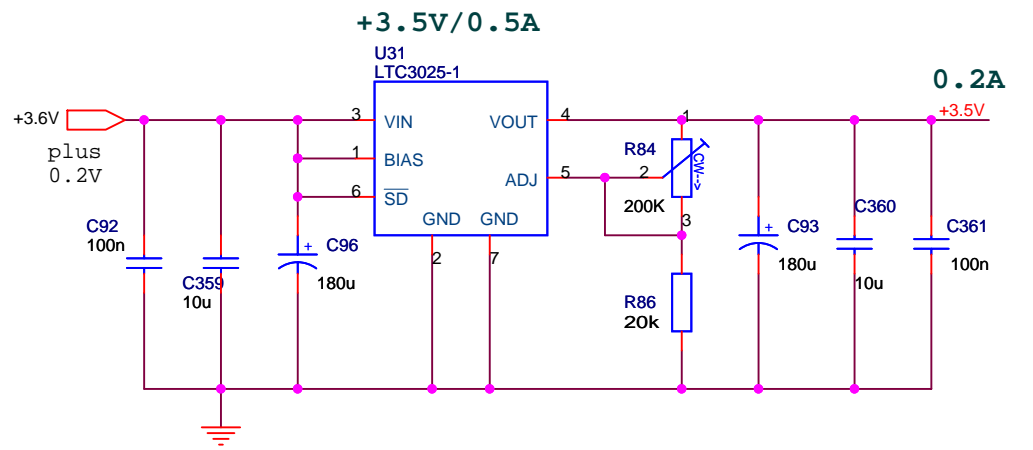 +3.5V/0.5A
U31
LTC3025-1
0.2A
+3.6V
+3.5V
plus
0.2V
3
VIN
VOUT
4
1
1
BIAS
R84
CW-->
2
ADJ
5
6
SD
200K
GND
GND
3
C92
100n
C359
10u
C96
180u
2
7
C93
180u
C360
10u
C361
100n
R86
20k
+
+